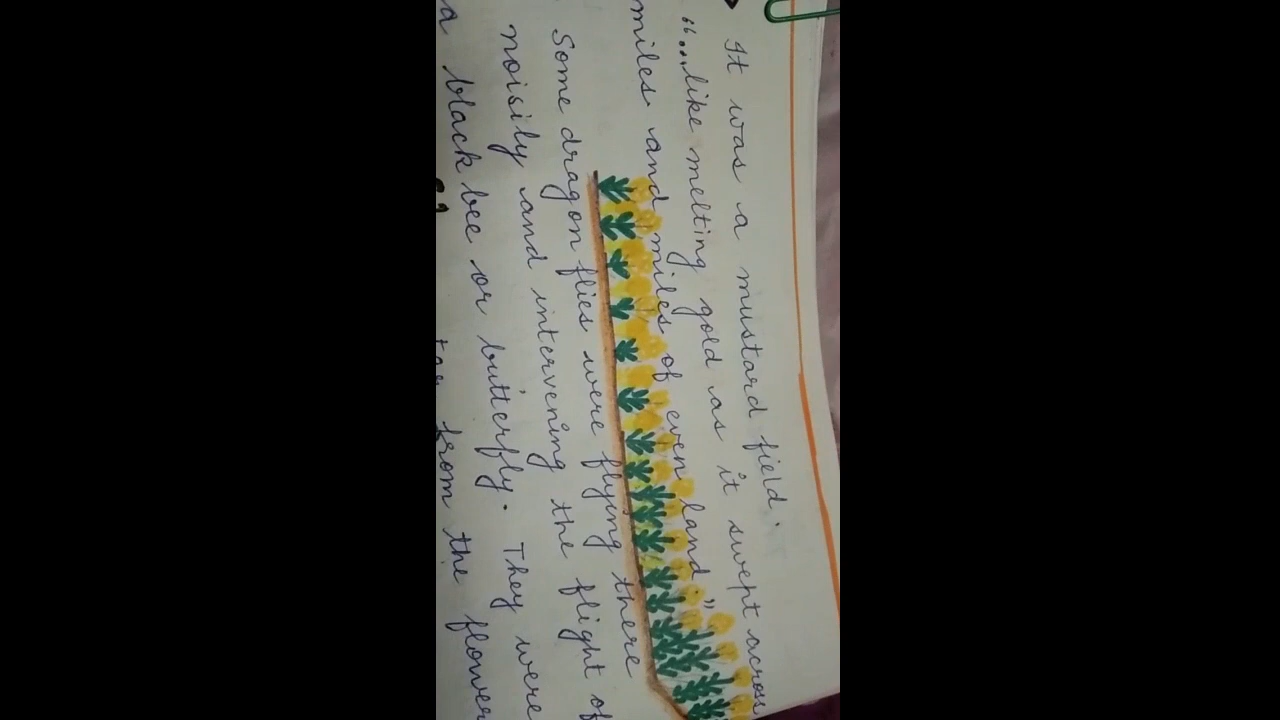 It was a mustard field.
"...like melting gold as it swept across
miles and miles of even land."
Some dragon flies were flying there
noisily and intervening the flight of
a black bee or butterfly. They were
from the flower